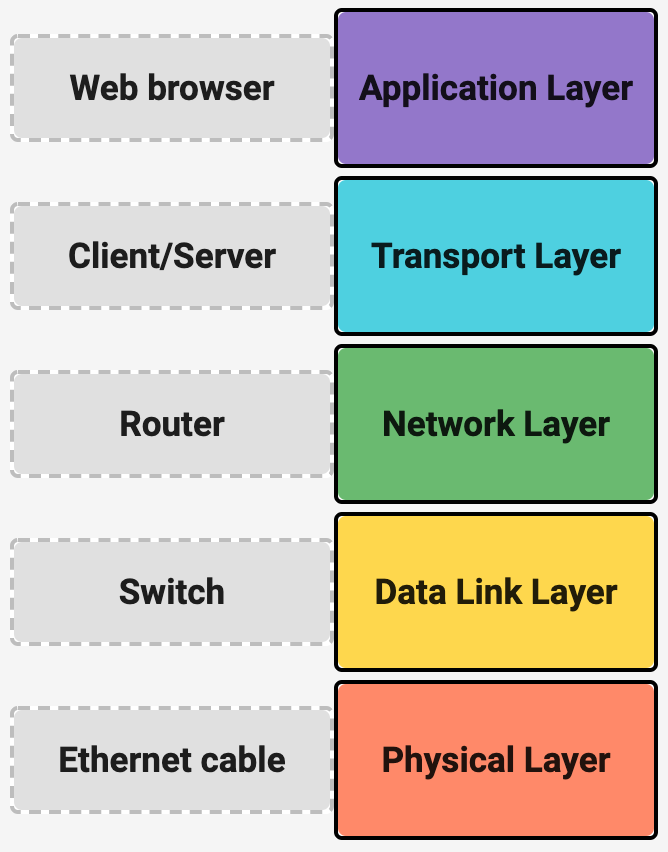 Web browser
Application Layer
Client/Server
Transport Layer
Router
Network Layer
Switch
Data Link Layer
Ethernet cable
Physical Layer